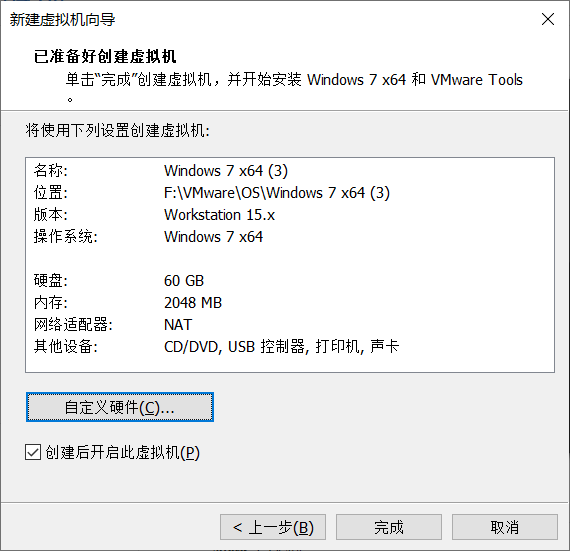 新建虚拟机向导
已准备好创建虚拟机
单击“完成”创建虚拟机，并开始安装 Windows 7 x64 和 VMware Tools
。
将使用下列设置创建虚拟机:
名称: Windows 7 x64 (3)
位置: F:\VMware\OS\Windows 7 x64 (3)
版本: Workstation 15.x
操作系统: Windows 7 x64
硬盘: 60 GB
内存: 2048 MB
网络适配器: NAT
其他设备: CD/DVD, USB 控制器, 打印机, 声卡
自定义硬件(C)...
创建后开启此虚拟机(P)
< 上一步(B) 完成 取消